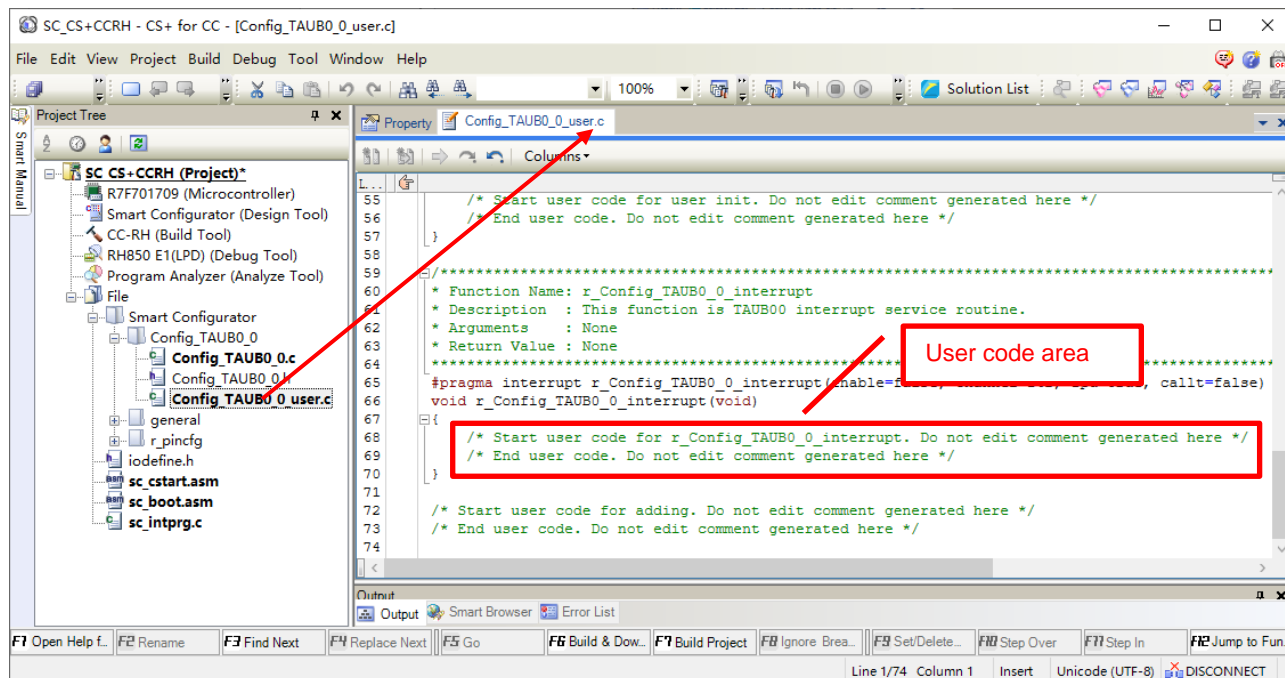 SC_CS+CCRH - CS+ for CC - [Config_TAUB0_0_user.c]
File Edit View Project Build Debug Tool Window Help
100%
Solution List
Smart Manual
Project Tree
Property
Config_TAUB0_0_user.c
Columns
SC_CS+CCRH (Project)*
R7F701709 (Microcontroller)
Smart Configurator (Design Tool)
CC-RH (Build Tool)
RH850 E1(LPD) (Debug Tool)
Program Analyzer (Analyze Tool)
File
Smart Configurator
Config_TAUB0_0
Config_TAUB0_0.c
Config_TAUB0_0.h
Config_TAUB0_0_user.c
general
r_pincfg
iodefine.h
sc_cstart.asm
sc_boot.asm
sc_intprg.c
L...
55 /* Start user code for user init. Do not edit comment generated here */
56 /* End user code. Do not edit comment generated here */
57 }
58
59 /*****************************************************************************************
60 * Function Name: r_Config_TAUB0_0_interrupt
61 * Description : This function is TAUB00 interrupt service routine.
62 * Arguments : None
63 * Return Value : None
64 *****************************************************************************************
User code area
65 #pragma interrupt r_Config_TAUB0_0_interrupt(enable=false, callt=false)
66 void r_Config_TAUB0_0_interrupt(void)
67 {
68 /* Start user code for r_Config_TAUB0_0_interrupt. Do not edit comment generated here */
69 /* End user code. Do not edit comment generated here */
70 }
71
72 /* Start user code for adding. Do not edit comment generated here */
73 /* End user code. Do not edit comment generated here */
74
Output
Output Smart Browser Error List
F1 Open Help f... F2 Rename F3 Find Next F4 Replace Next F5 Go F6 Build & Dow... F7 Build Project F8 Ignore Brea... F9 Set/Delete... F10 Step Over F11 Step In F12 Jump to Fun
Line 1/74 Column 1 Insert Unicode (UTF-8) DISCONNECT